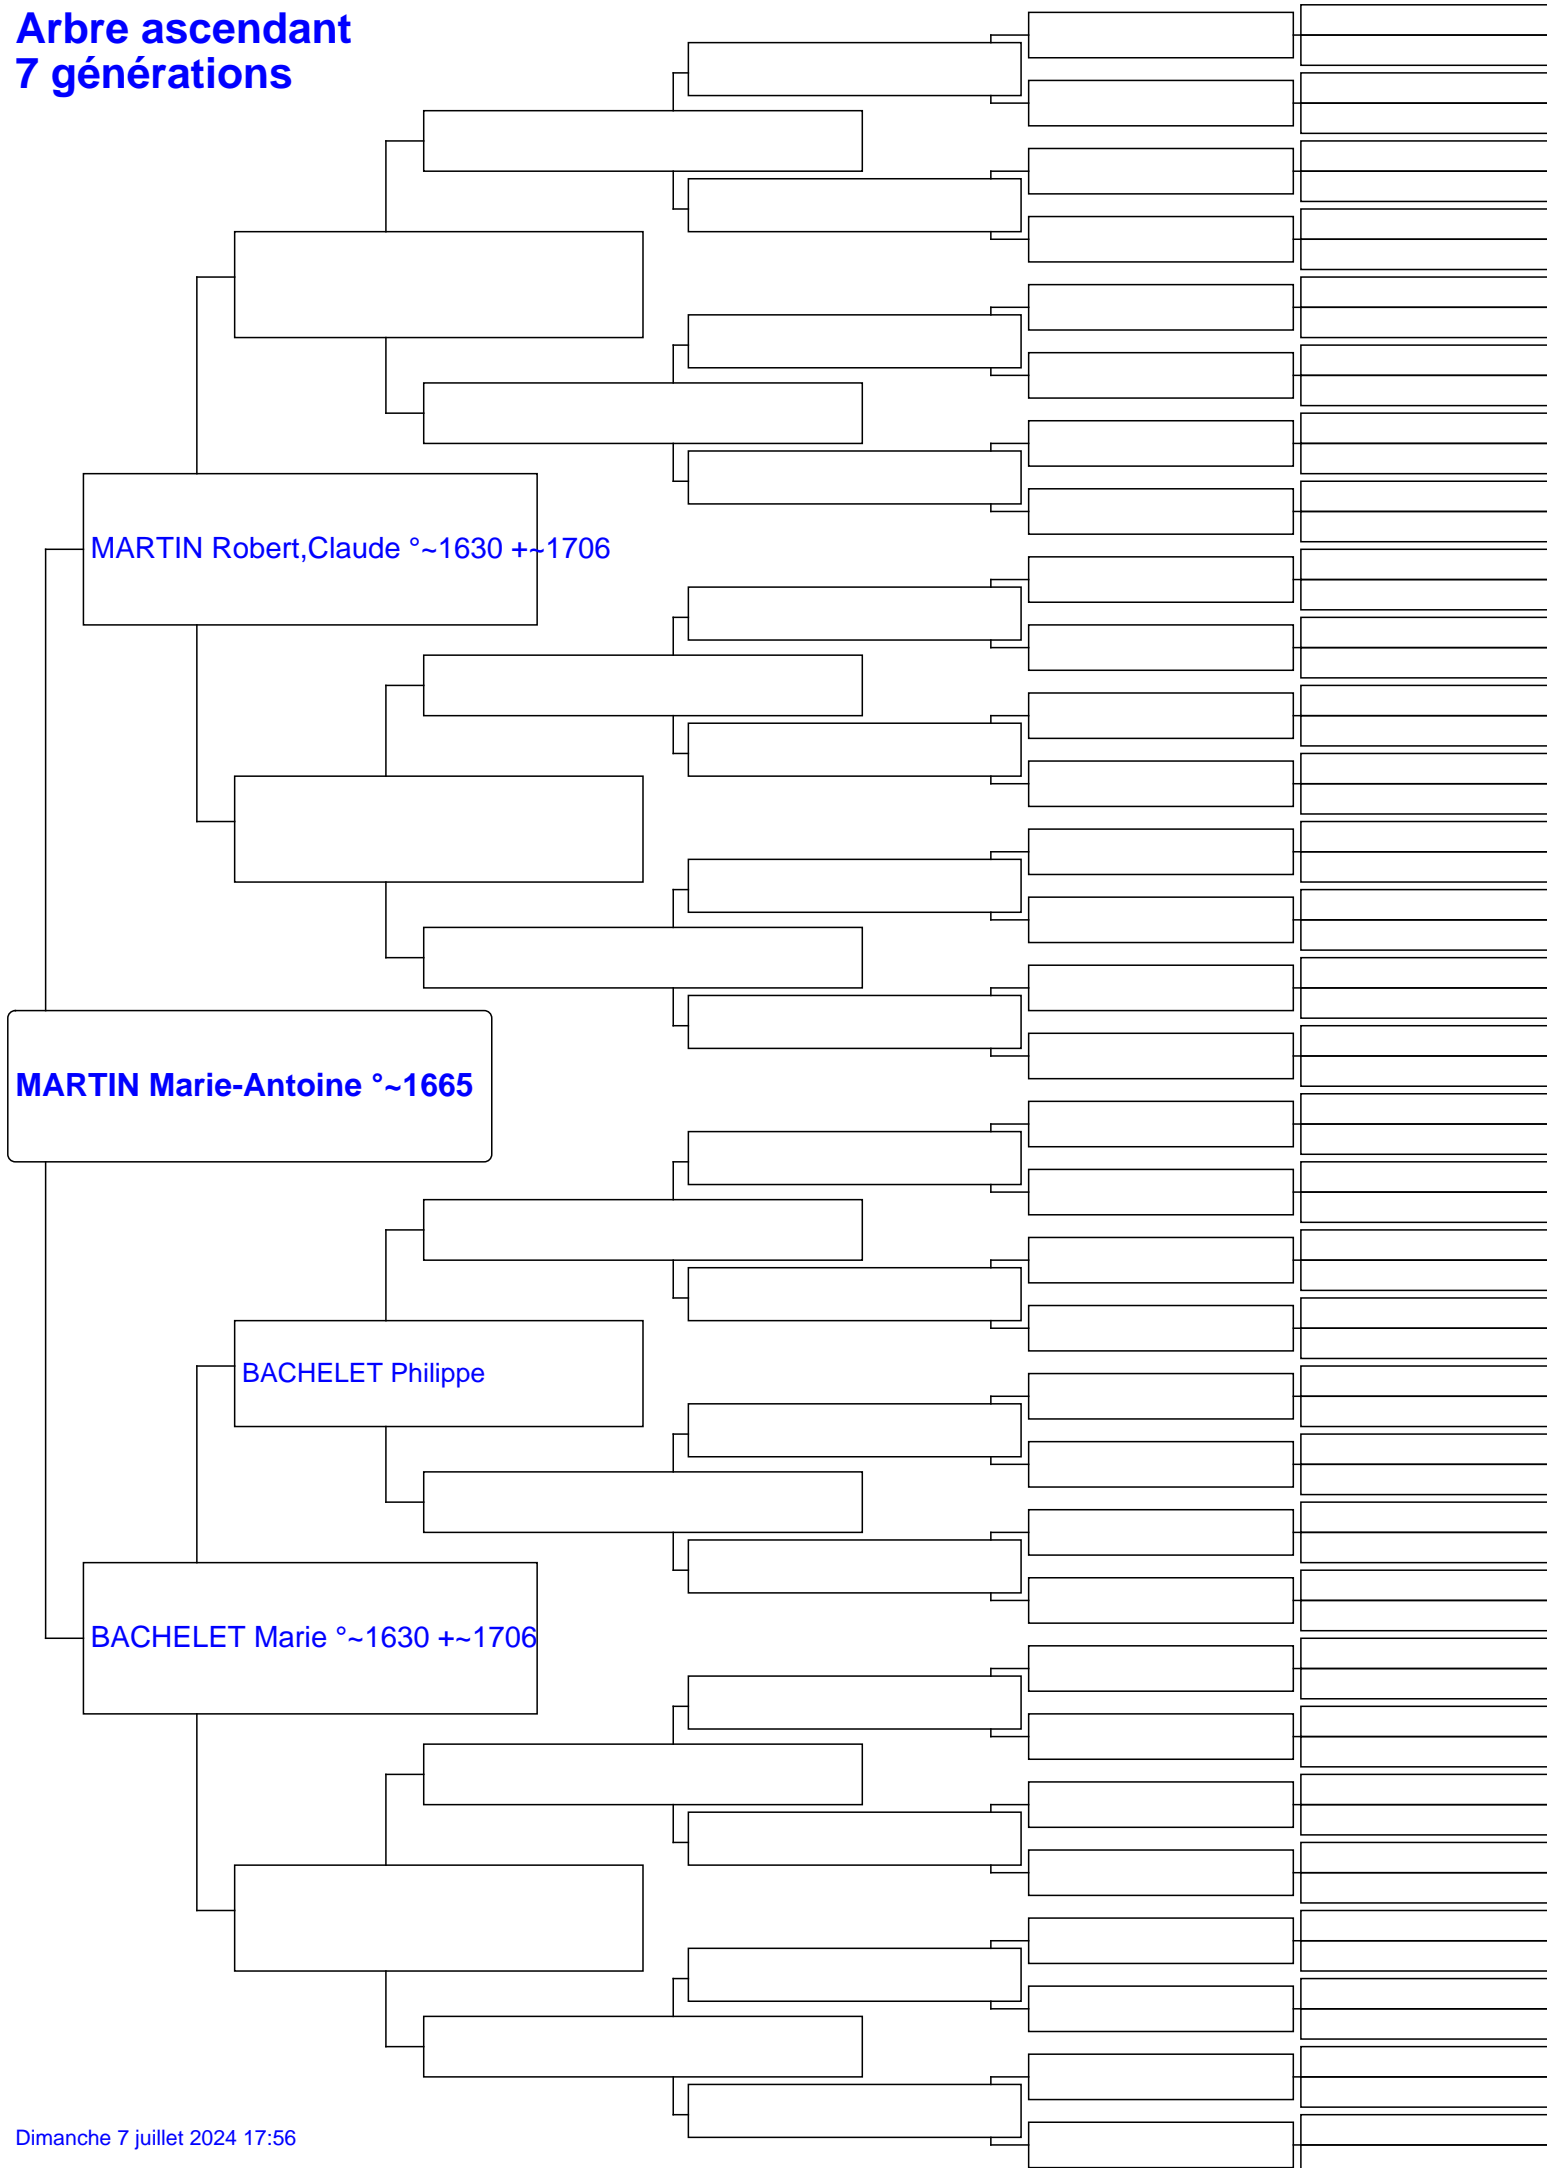 Arbre ascendant
7 générations
MARTIN Robert,Claude °~1630 +~1706
MARTIN Marie-Antoine °~1665
BACHELET Philippe
BACHELET Marie °~1630 +~1706
Dimanche 7 juillet 2024 17:56